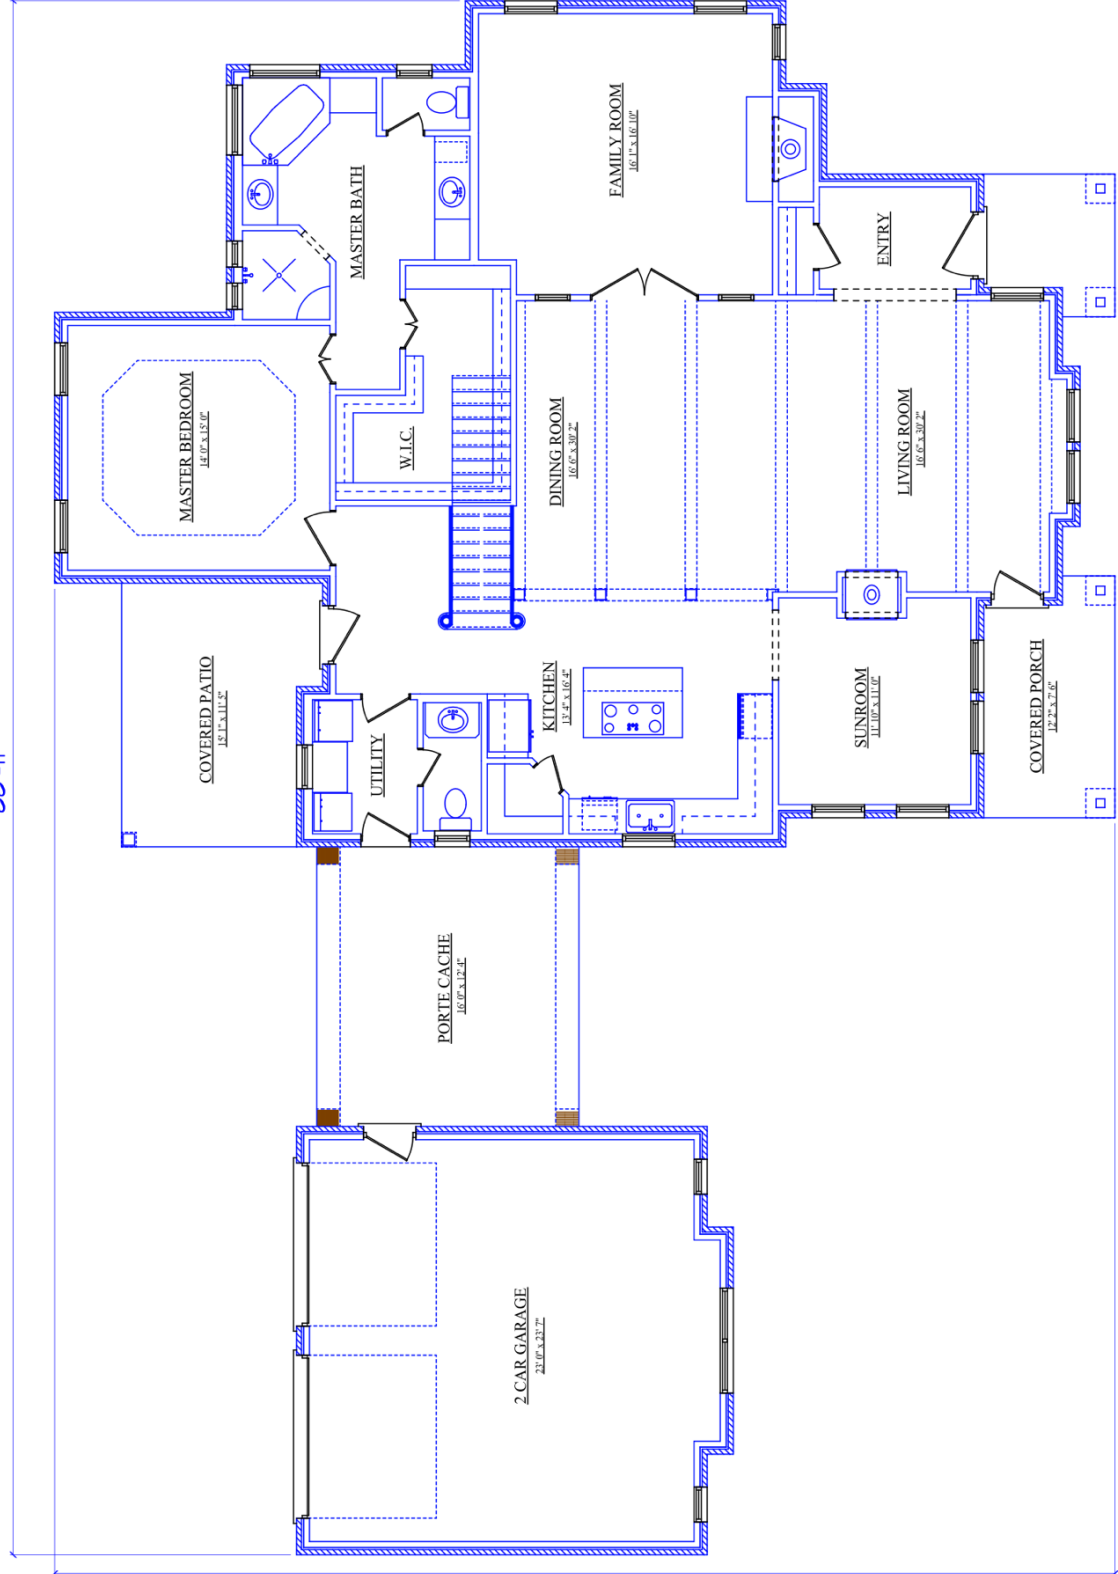 MASTER BEDROOM
14' 0" x 15' 0"
MASTER BATH
FAMILY ROOM
16' 1" x 16' 10"
ENTRY
W.I.C.
DINING ROOM
16' 6" x 30' 2"
LIVING ROOM
16' 6" x 30' 2"
COVERED PATIO
15' 1" x 11' 5"
UTILITY
KITCHEN
13' 4" x 16' 4"
SUNROOM
11' 10" x 11' 0"
COVERED PORCH
12' 2" x 7' 6"
PORTE CACHE
16' 0" x 12' 4"
2 CAR GARAGE
23' 0" x 23' 7"